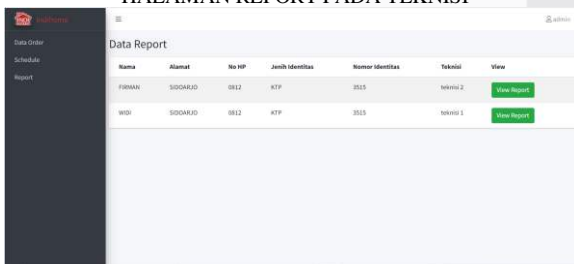 HALAMAN REPORT PADA TEKNISI
IndiHome
admin
Data Order
Schedule
Report
Data Report
Nama Alamat No HP Jenih Identitas Nomor Identitas Teknisi View
FIRMAN SIDOARJO 0812 KTP 3515 teknisi 2 View Report
WIDI SIDOARJO 0812 KTP 3515 teknisi 1 View Report